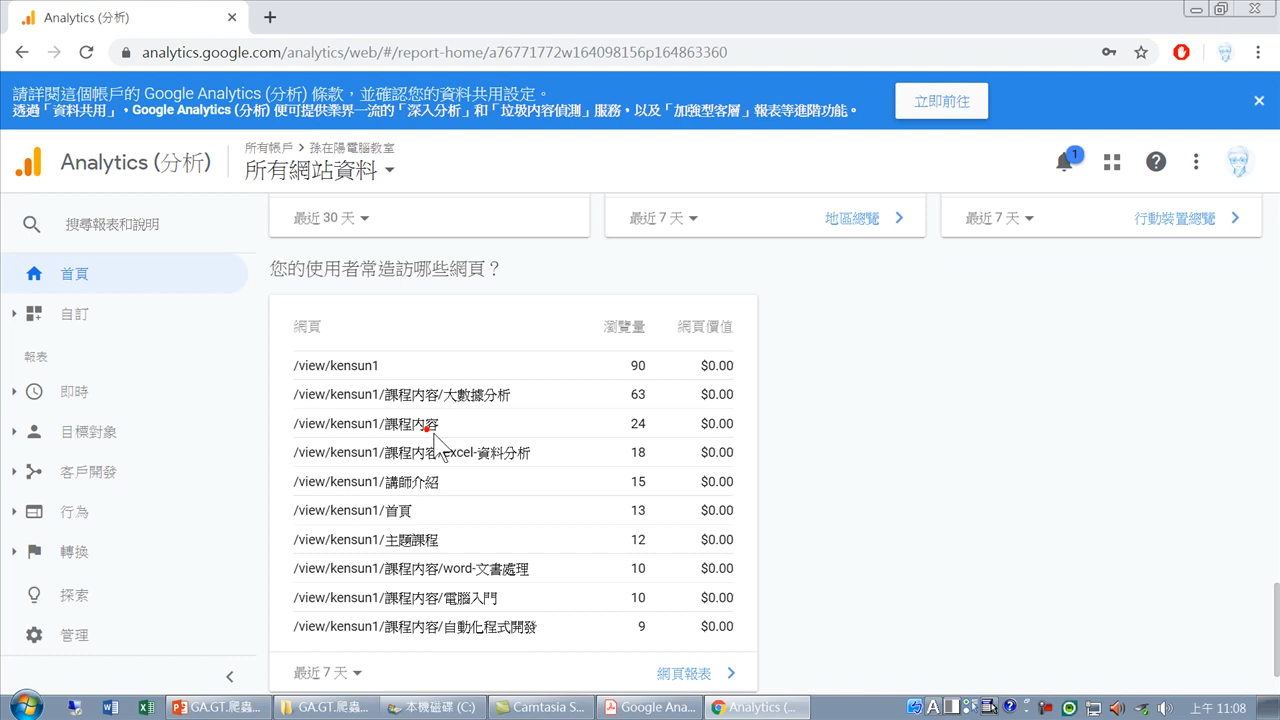 Analytics (分析)
analytics.google.com/analytics/web/#/report-home/a76771772w164098156p164863360
請詳閱這個帳戶的 Google Analytics (分析) 條款，並確認您的資料共用設定。
透過「資料共用」，Google Analytics (分析) 便可提供業界一流的「深入分析」和「垃圾內容偵測」服務，以及「加強型客層」報表等進階功能。
立即前往
Analytics (分析)
所有帳戶 > 孫在陽電腦教室
所有網站資料
1
搜尋報表和說明
首頁
自訂
報表
即時
目標對象
客戶開發
行為
轉換
探索
管理
最近 30 天
最近 7 天
地區總覽
最近 7 天
行動裝置總覽
您的使用者常造訪哪些網頁？
網頁 瀏覽量 網頁價值
/view/kensun1 90 $0.00
/view/kensun1/課程內容/大數據分析 63 $0.00
/view/kensun1/課程內容 24 $0.00
/view/kensun1/課程內容 excel-資料分析 18 $0.00
/view/kensun1/講師介紹 15 $0.00
/view/kensun1/首頁 13 $0.00
/view/kensun1/主題課程 12 $0.00
/view/kensun1/課程內容/word-文書處理 10 $0.00
/view/kensun1/課程內容/電腦入門 10 $0.00
/view/kensun1/課程內容/自動化程式開發 9 $0.00
最近 7 天
網頁報表
GA.GT.爬蟲...
GA.GT.爬蟲...
本機磁碟 (C:)
Camtasia S...
Google Ana...
Analytics (...
上午 11:08